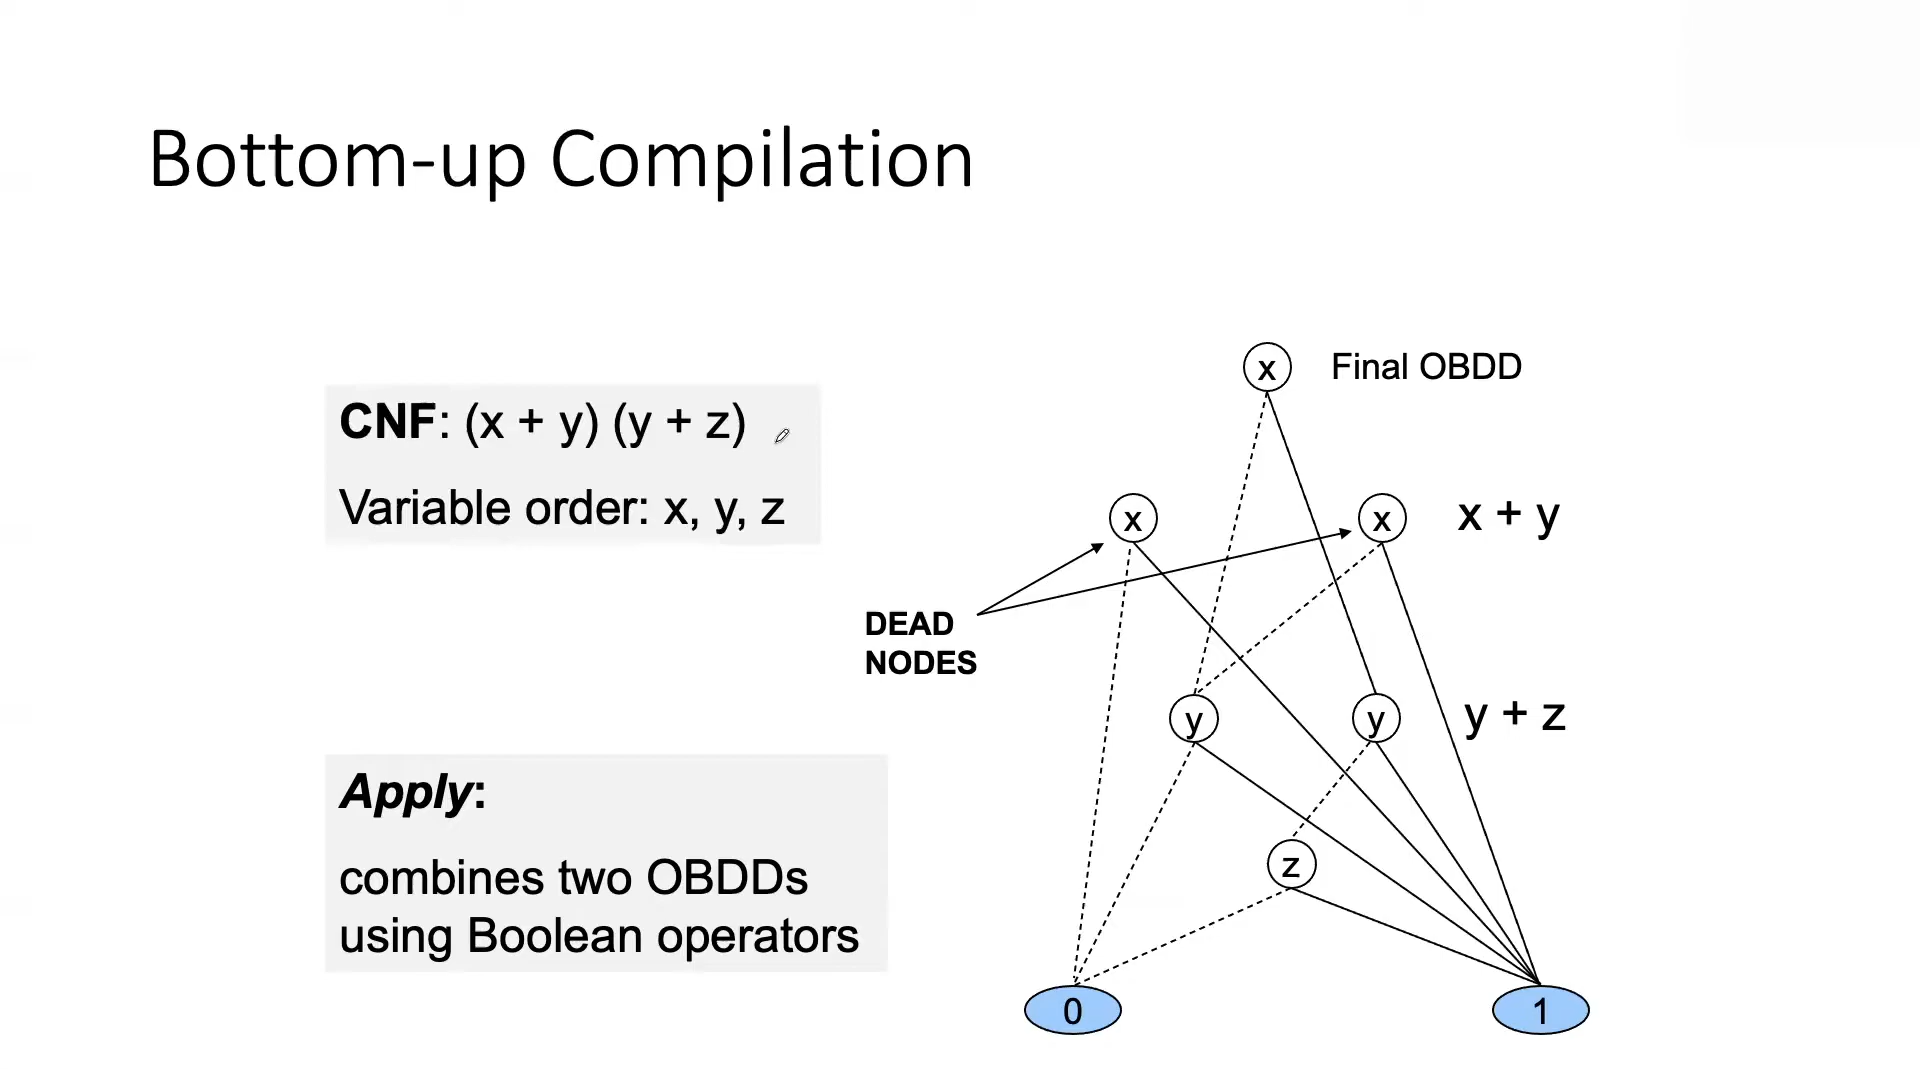 Bottom-up Compilation
CNF: (x + y) (y + z)
Variable order: x, y, z
Apply:
combines two OBDDs
using Boolean operators
x Final OBDD
x x x + y
DEAD
NODES
y y y + z
z
0 1